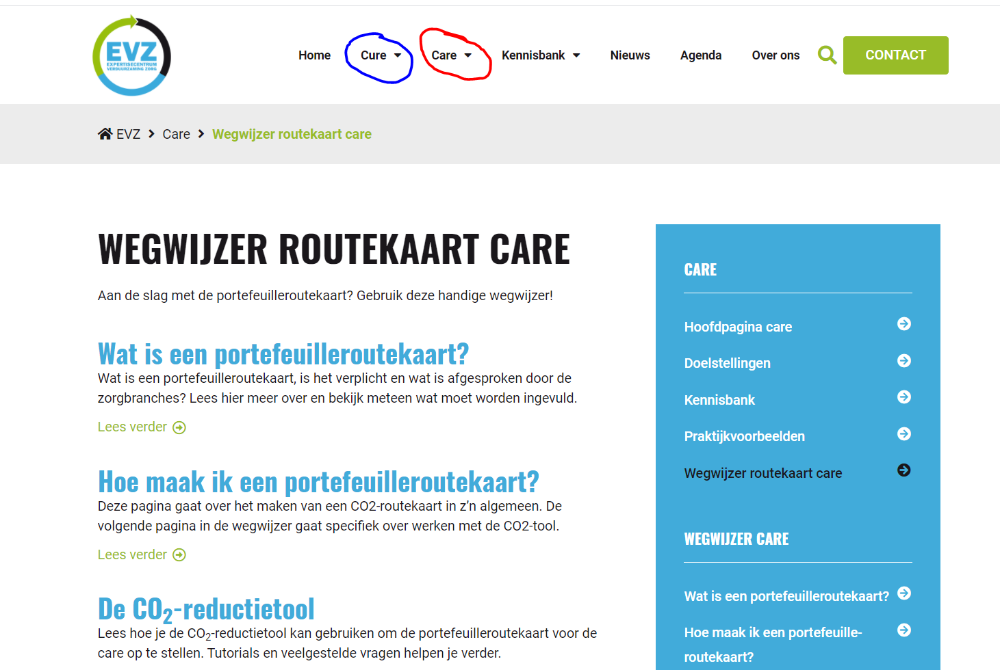 EVZ
EXPERTISECENTRUM
VERDUURZAMING ZORG
Home Cure Care Kennisbank Nieuws Agenda Over ons CONTACT
EVZ Care Wegwijzer routekaart care
WEGWIJZER ROUTEKAART CARE
Aan de slag met de portefeuilleroutekaart? Gebruik deze handige wegwijzer!
Wat is een portefeuilleroutekaart?
Wat is een portefeuilleroutekaart, is het verplicht en wat is afgesproken door de
zorgbranches? Lees hier meer over en bekijk meteen wat moet worden ingevuld.
Lees verder
Hoe maak ik een portefeuilleroutekaart?
Deze pagina gaat over het maken van een CO2-routekaart in z’n algemeen. De
volgende pagina in de wegwijzer gaat specifiek over werken met de CO2-tool.
Lees verder
De CO₂-reductietool
Lees hoe je de CO₂-reductietool kan gebruiken om de portefeuilleroutekaart voor de
care op te stellen. Tutorials en veelgestelde vragen helpen je verder.
CARE
Hoofdpagina care
Doelstellingen
Kennisbank
Praktijkvoorbeelden
Wegwijzer routekaart care
WEGWIJZER CARE
Wat is een portefeuilleroutekaart?
Hoe maak ik een portefeuille-
routekaart?